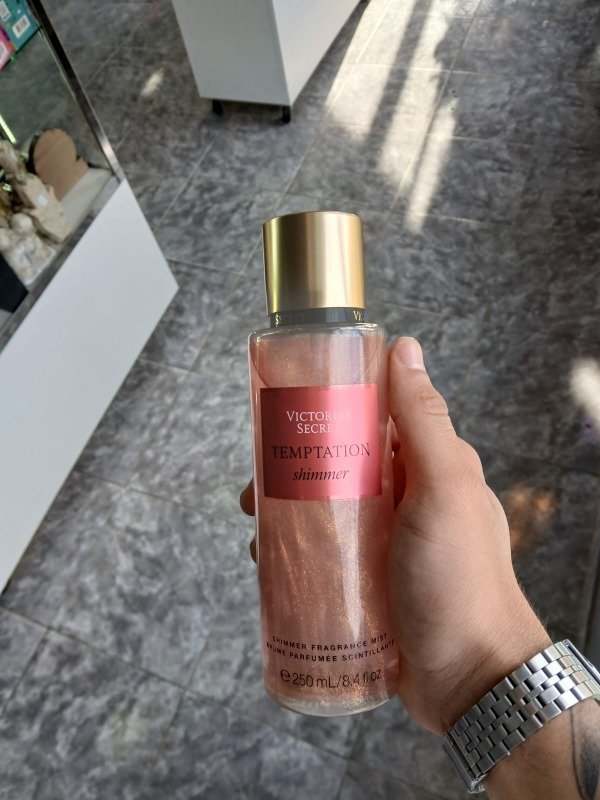 VICTORIA'S
SECRET
TEMPTATION
shimmer
SHIMMER FRAGRANCE MIST
BRUME PARFUMÉE SCINTILLANTE
℮ 250 mL/8.4 fl oz